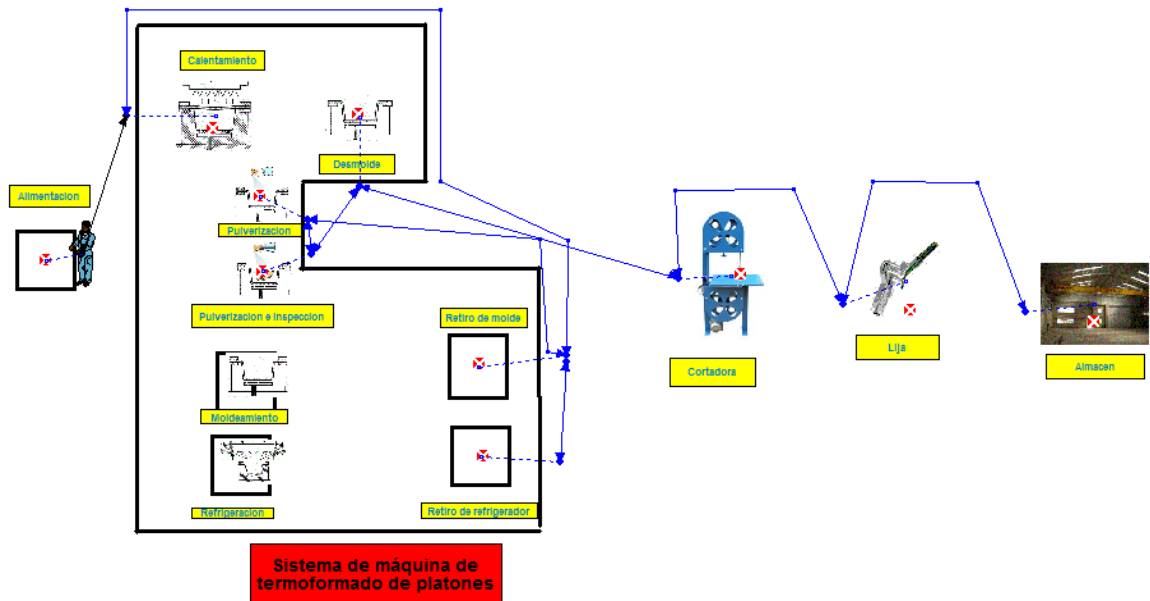 Calentamiento
Desmolde
Alimentacion
Pulverizacion
Pulverizacion e Inspeccion
Retiro de molde
Moldeamiento
Refrigeracion
Retiro de refrigerador
Cortadora
Lija
Almacen
Sistema de máquina de
termoformado de platones